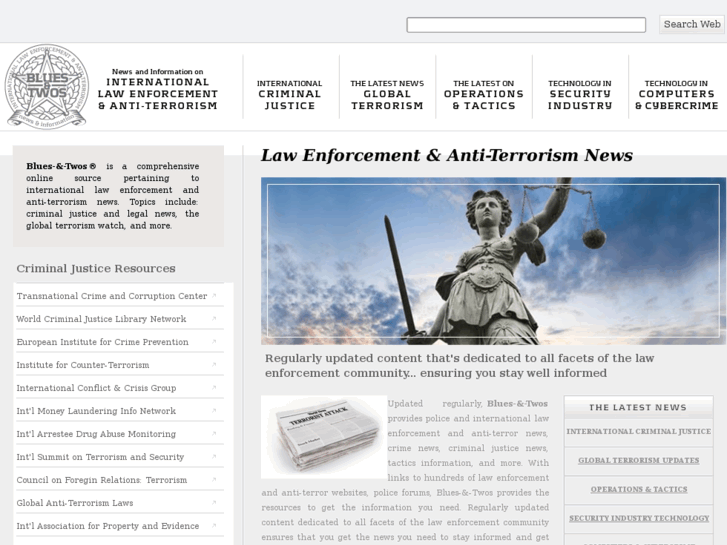 Search Web
BLUES
&
TWOS
News and Information on
INTERNATIONAL
LAW ENFORCEMENT
& ANTI-TERRORISM
INTERNATIONAL
CRIMINAL
JUSTICE
THE LATEST NEWS
GLOBAL
TERRORISM
THE LATEST ON
OPERATIONS
& TACTICS
TECHNOLOGY IN
SECURITY
INDUSTRY
TECHNOLOGY IN
COMPUTERS
& CYBERCRIME
Blues-&-Twos ® is a comprehensive
online source pertaining to
international law enforcement and
anti-terrorism news. Topics include:
criminal justice and legal news, the
global terrorism watch, and more.
Criminal Justice Resources
Transnational Crime and Corruption Center
World Criminal Justice Library Network
European Institute for Crime Prevention
Institute for Counter-Terrorism
International Conflict & Crisis Group
Int'l Money Laundering Info Network
Int'l Arrestee Drug Abuse Monitoring
Int'l Summit on Terrorism and Security
Council on Foregin Relations: Terrorism
Global Anti-Terrorism Laws
Int'l Association for Property and Evidence
Law Enforcement & Anti-Terrorism News
Regularly updated content that's dedicated to all facets of the law
enforcement community... ensuring you stay well informed
TERRORIST
ATTACK
Updated regularly, Blues-&-Twos
provides police and international law
enforcement and anti-terror news,
crime news, criminal justice news,
tactics information, and more. With
links to hundreds of law enforcement
and anti-terror websites, police forums, Blues-&-Twos provides the
resources to get the information you need. Regularly updated
content dedicated to all facets of the law enforcement community
ensures that you get the news you need to stay informed and get
THE LATEST NEWS
INTERNATIONAL CRIMINAL JUSTICE
GLOBAL TERRORISM UPDATES
OPERATIONS & TACTICS
SECURITY INDUSTRY TECHNOLOGY